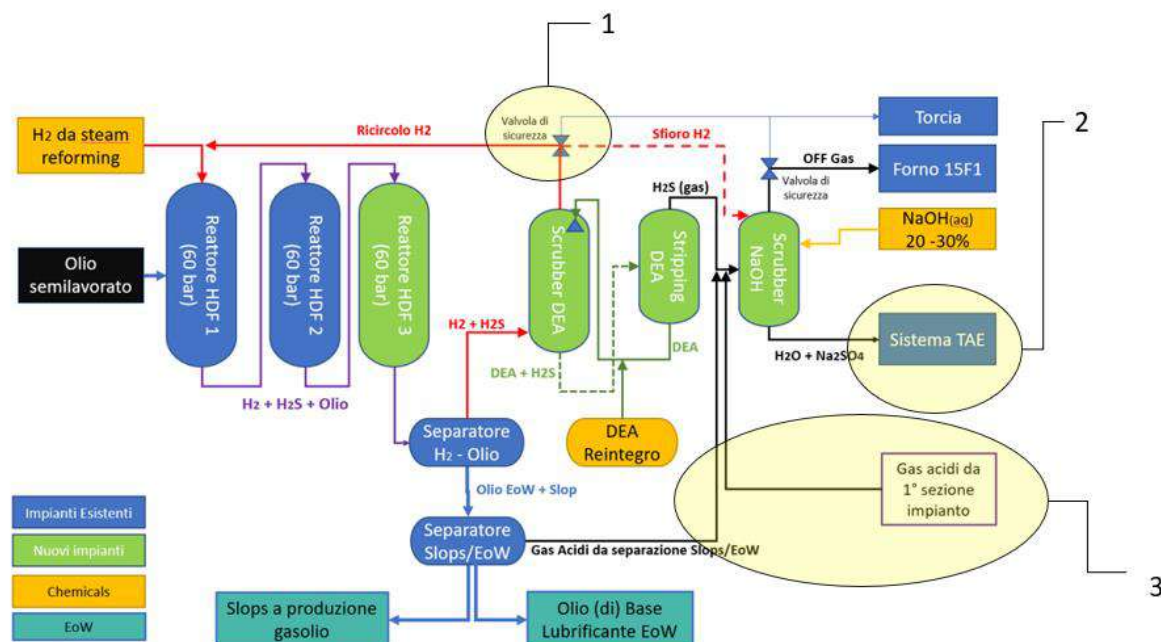 1
2
3
H2 da steam
reforming
Ricircolo H2
Valvola di
sicurezza
Sfioro H2
Torcia
OFF Gas
Forno 15F1
Valvola di
sicurezza
H2S (gas)
NaOH(aq)
20 -30%
Olio
semilavorato
Reattore HDF 1
(60 bar)
Reattore HDF 2
(60 bar)
Reattore HDF 3
(60 bar)
Scrubber DEA
Stripping
DEA
Scrubber
NaOH
Sistema TAE
H2O + Na2SO4
H2 + H2S
DEA
DEA + H2S
H2 + H2S + Olio
Separatore
H2 - Olio
DEA
Reintegro
Gas acidi da
1° sezione
impianto
Olio EoW + Slop
Separatore
Slops/EoW
Gas Acidi da separazione Slops/EoW
Impianti Esistenti
Nuovi impianti
Chemicals
EoW
Slops a produzione
gasolio
Olio (di) Base
Lubrificante EoW